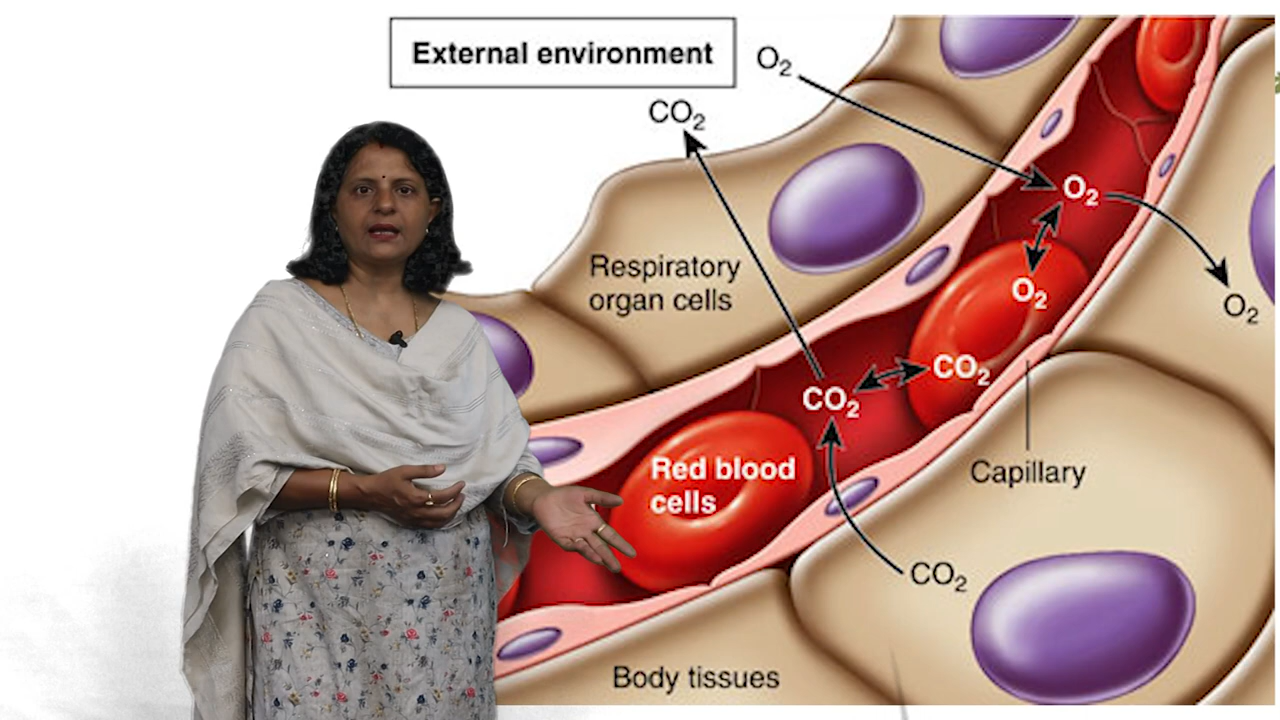 External environment
O₂
CO₂
O₂
Respiratory
organ cells
O₂
O₂
CO₂
CO₂
Red blood
cells
Capillary
CO₂
Body tissues